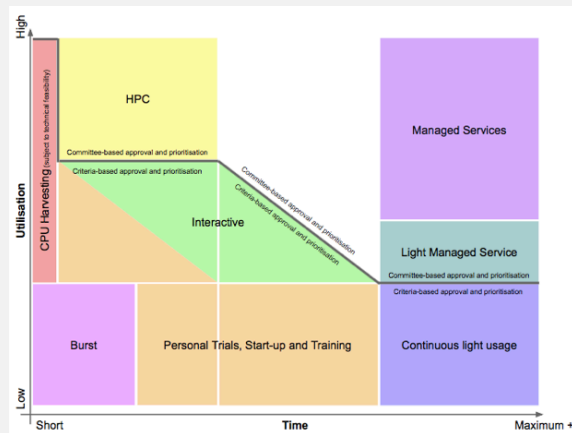 High
HPC
Managed Services
CPU Harvesting (subject to technical feasibility)
Committee-based approval and prioritisation
Criteria-based approval and prioritisation
Committee-based approval and prioritisation
Criteria-based approval and prioritisation
Utilisation
Interactive
Light Managed Service
Committee-based approval and prioritisation
Criteria-based approval and prioritisation
Burst
Personal Trials, Start-up and Training
Continuous light usage
Low
Short
Time
Maximum +